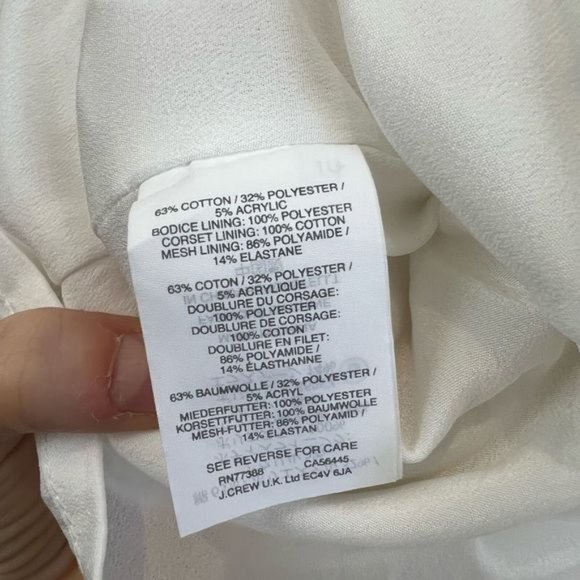 63% COTTON / 32% POLYESTER /
5% ACRYLIC
BODICE LINING: 100% POLYESTER
CORSET LINING: 100% COTTON
MESH LINING: 86% POLYAMIDE /
14% ELASTANE
63% COTON / 32% POLYESTER /
5% ACRYLIQUE
DOUBLURE DU CORSAGE:
100% POLYESTER
DOUBLURE DE CORSAGE:
100% COTON
DOUBLURE EN FILET:
86% POLYAMIDE /
14% ELASTHANNE
63% BAUMWOLLE / 32% POLYESTER /
5% ACRYL
MIEDERFUTTER: 100% POLYESTER
KORSETTFUTTER: 100% BAUMWOLLE
MESH-FUTTER: 86% POLYAMID /
14% ELASTAN
SEE REVERSE FOR CARE
RN77388 CA56445
J.CREW U.K. Ltd EC4V 6JA